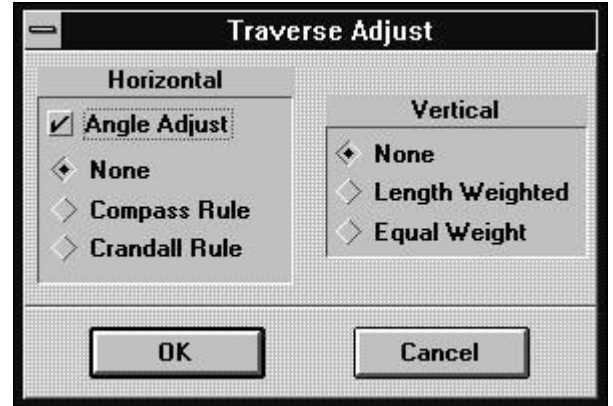 Traverse Adjust
Horizontal
Angle Adjust
None
Compass Rule
Crandall Rule
Vertical
None
Length Weighted
Equal Weight
OK
Cancel